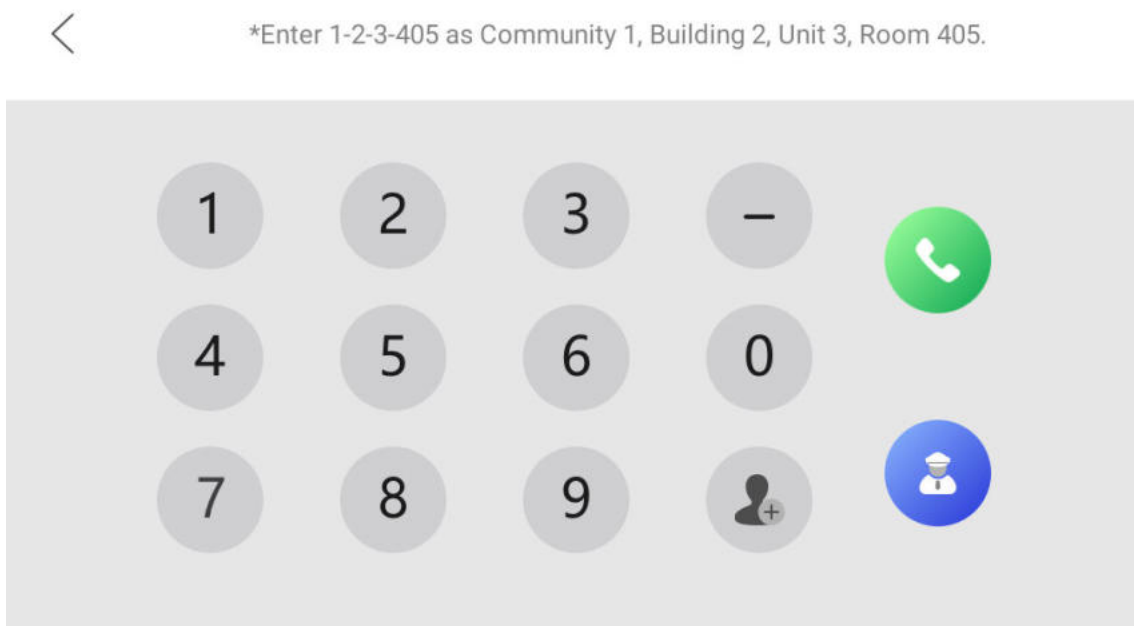 *Enter 1-2-3-405 as Community 1, Building 2, Unit 3, Room 405.
1 2 3 –
4 5 6 0
7 8 9